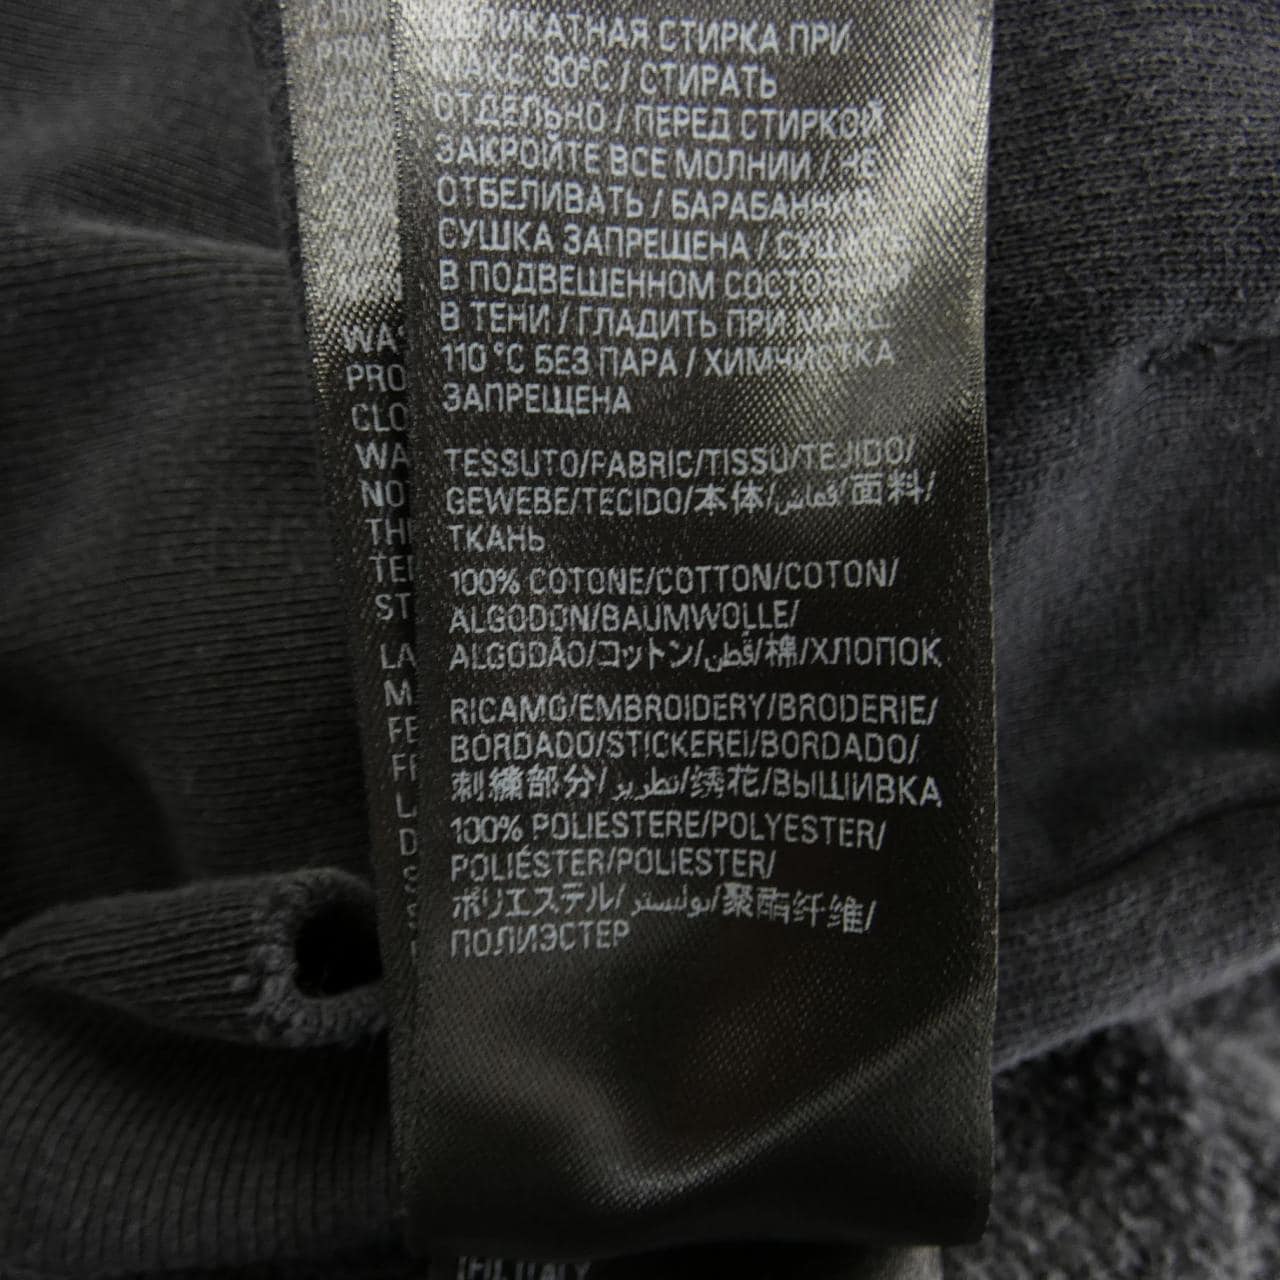 СТИРКА ПРИ
МАКС. 30°C / СТИРАТЬ
ОТДЕЛЬНО / ПЕРЕД СТИРКОЙ
ЗАКРОЙТЕ ВСЕ МОЛНИИ / НЕ
ОТБЕЛИВАТЬ / БАРАБАННАЯ
СУШКА ЗАПРЕЩЕНА /
В ПОДВЕШЕННОМ
В ТЕНИ / ГЛАДИТЬ ПРИ МАКС.
110 °C БЕЗ ПАРА / ХИМЧИСТКА
ЗАПРЕЩЕНА
TESSUTO/FABRIC/TISSU/TEJIDO/
GEWEBE/TECIDO/本体/قماش/面料/
ТКАНЬ
100% COTONE/COTTON/COTON/
ALGODON/BAUMWOLLE/
ALGODÃO/コットン/قطن/棉/ХЛОПОК
RICAMO/EMBROIDERY/BRODERIE/
BORDADO/STICKEREI/BORDADO/
刺繍部分/تطريز/绣花/ВЫШИВКА
100% POLIESTERE/POLYESTER/
POLIÉSTER/POLIESTER/
ポリエステル/بوليستر/聚酯纤维/
ПОЛИЭСТЕР